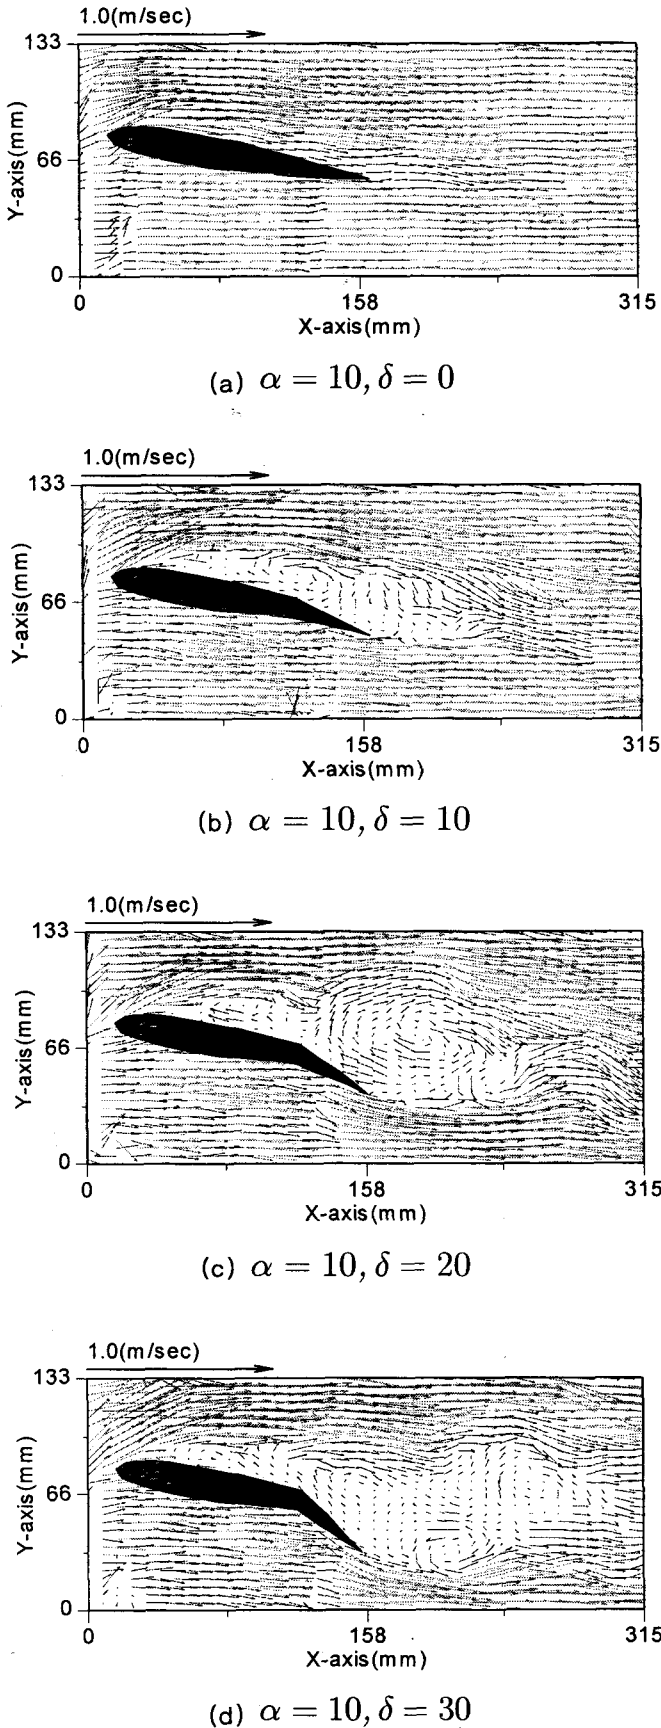 1.0(m/sec)
133
Y-axis(mm)
66
0
0 158 315
X-axis(mm)
(a) α = 10, δ = 0
1.0(m/sec)
133
Y-axis(mm)
66
0
0 158 315
X-axis(mm)
(b) α = 10, δ = 10
1.0(m/sec)
133
Y-axis(mm)
66
0
0 158 315
X-axis(mm)
(c) α = 10, δ = 20
1.0(m/sec)
133
Y-axis(mm)
66
0
0 158 315
X-axis(mm)
(d) α = 10, δ = 30